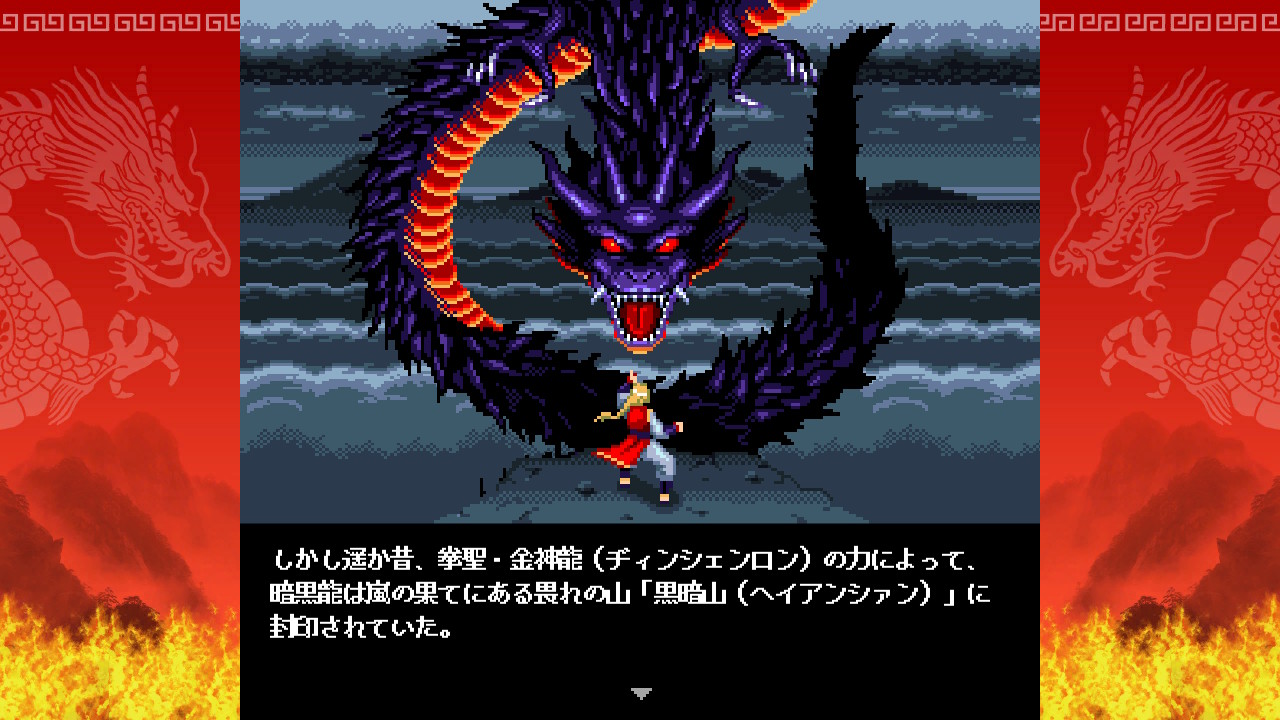 しかし遥か昔、拳聖・金神龍（ヂィンシェンロン）の力によって、
暗黒龍は嵐の果てにある畏れの山「黒暗山（ヘイアンシァン）」に
封印されていた。